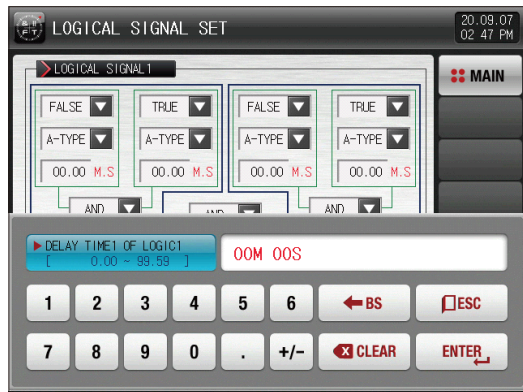 LOGICAL SIGNAL SET
20.09.07
02 47 PM
LOGICAL SIGNAL1
MAIN
FALSE TRUE FALSE TRUE
A-TYPE A-TYPE A-TYPE A-TYPE
00.00 M.S 00.00 M.S 00.00 M.S 00.00 M.S
AND AND AND
DELAY TIME1 OF LOGIC1
[ 0.00 ~ 99.59 ]
00M 00S
1 2 3 4 5 6 BS ESC
7 8 9 0 . +/- CLEAR ENTER